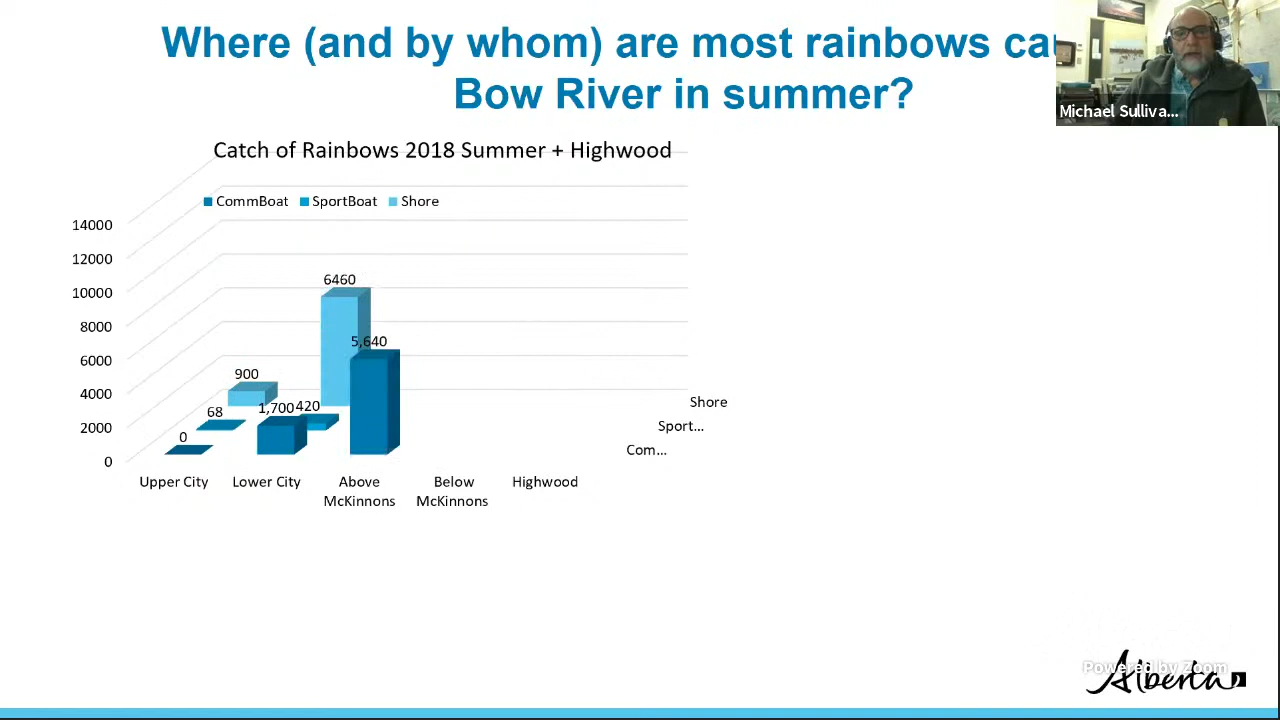 Where (and by whom) are most rainbows
Bow River in summer?
Michael Sulliva...
Catch of Rainbows 2018 Summer + Highwood
CommBoat SportBoat Shore
14000
12000
10000
8000
6000
4000
2000
0
6460
5,640
900
68
1,700
420
0
Shore
Sport...
Com...
Upper City
Lower City
Above
McKinnons
Below
McKinnons
Highwood
Powered by Zoom
Alberta